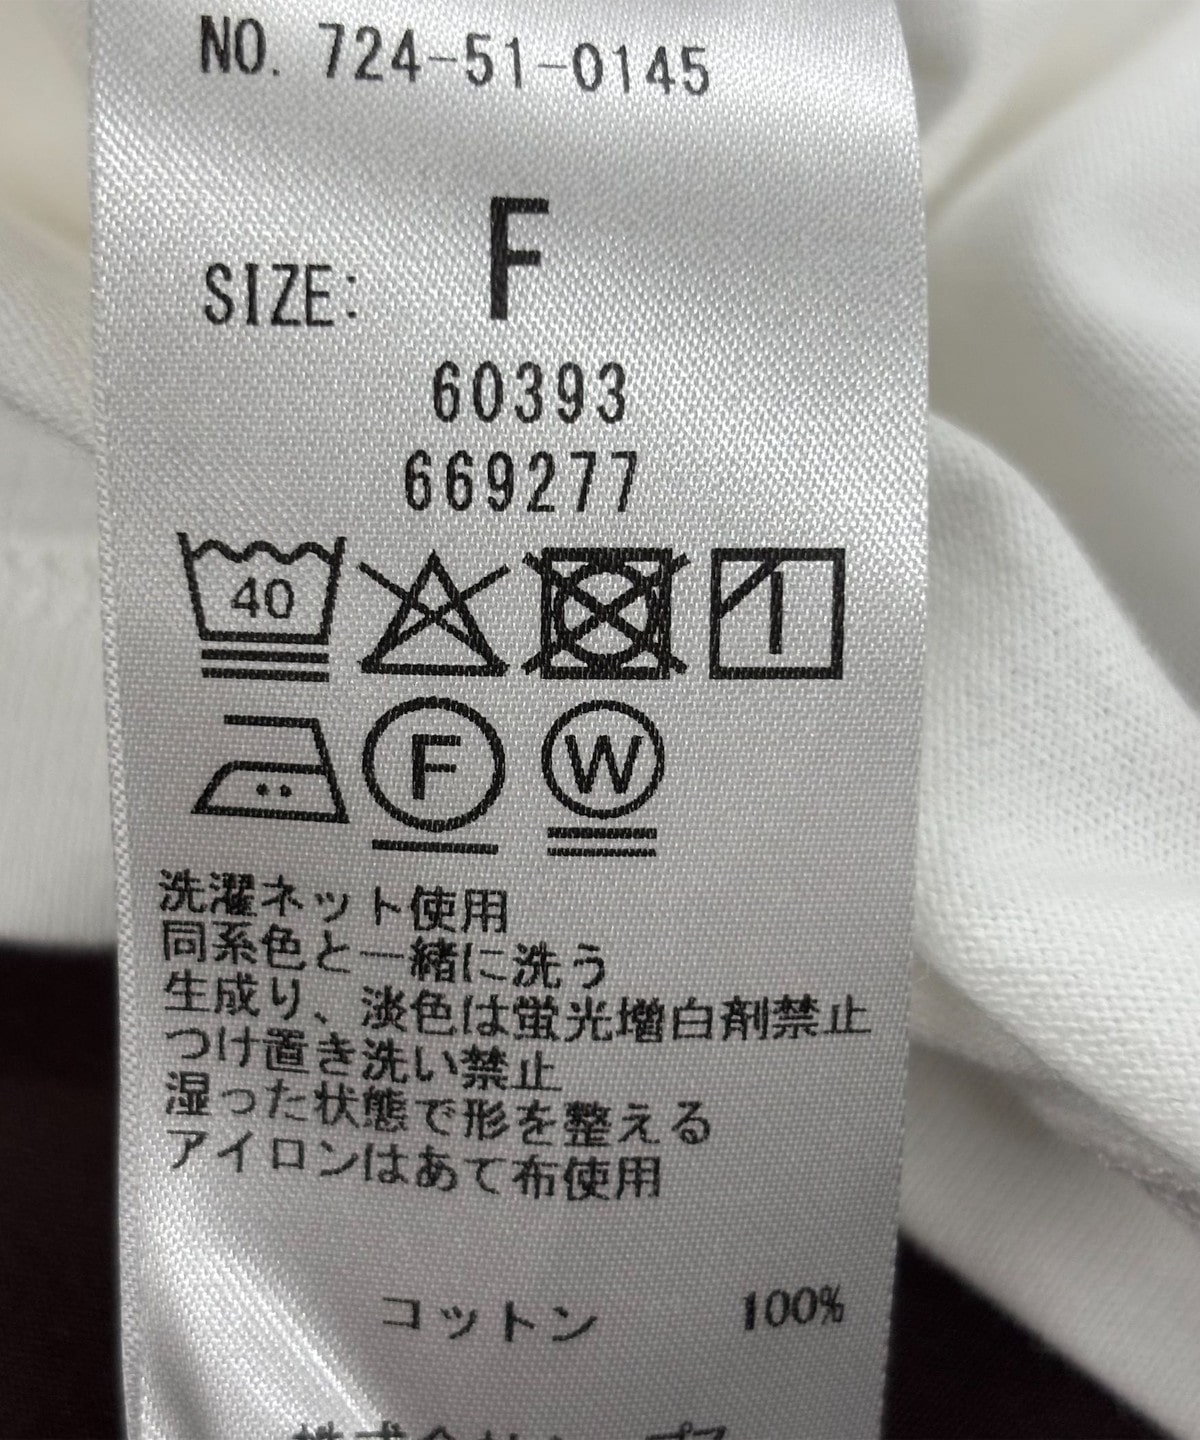 NO. 724-51-0145
SIZE: F
60393
669277
40
F W
洗濯ネット使用
同系色と一緒に洗う
生成り、淡色は蛍光増白剤禁止
つけ置き洗い禁止
湿った状態で形を整える
アイロンはあて布使用
コットン 100%